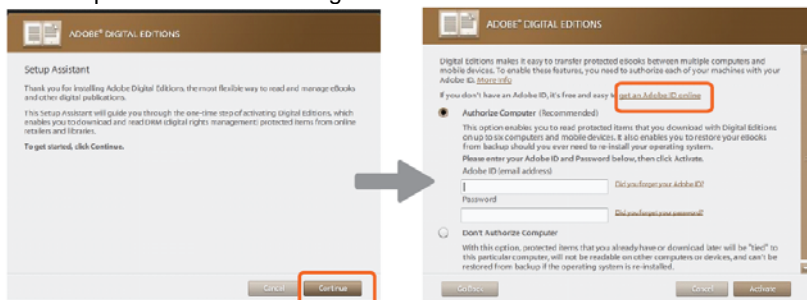 ADOBE® DIGITAL EDITIONS
Setup Assistant
Thank you for installing Adobe Digital Editions, the most flexible way to read and manage eBooks
and other digital publications.
This Setup Assistant will guide you through the one-time step of activating Digital Editions, which
enables you to download and read DRM (digital rights management) protected items from online
retailers and libraries.
To get started, click Continue.
Cancel
Continue
ADOBE® DIGITAL EDITIONS
Digital Editions makes it easy to transfer protected ebooks between multiple computers and
mobile devices. To enable these features, you need to authorize each of your machines with your
Adobe ID. More Info
If you don't have an Adobe ID, it's free and easy to get an Adobe ID online
Authorize Computer (Recommended)
This option enables you to read protected items that you download with Digital Editions
on up to six computers and mobile devices. It also enables you to restore your eBooks
from backup should you ever need to re-install your operating system.
Please enter your Adobe ID and Password below, then click Activate.
Adobe ID (email address)
Did you forget your Adobe ID?
Password
Did you forget your password?
Don't Authorize Computer
With this option, protected items that you already have or download later will be "tied" to
this particular computer, will not be readable on other computers or devices, and can't be
restored from backup if the operating system is re-installed.
Go Back
Cancel
Activate